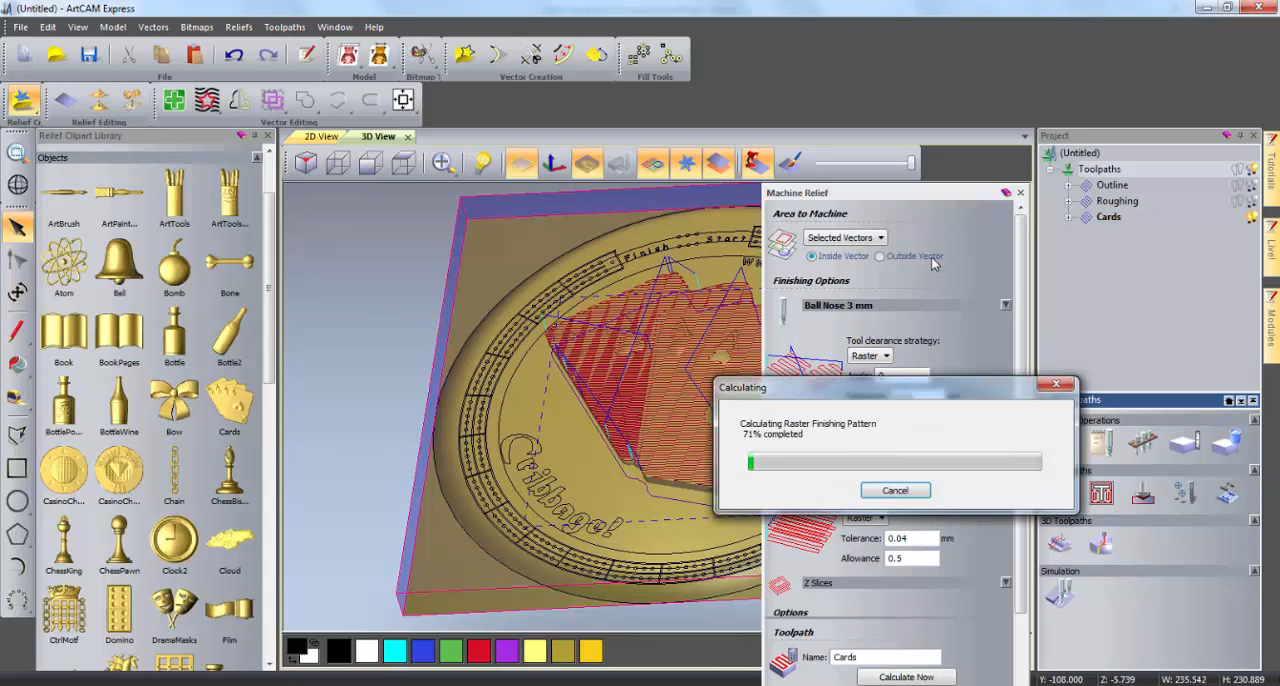 (Untitled) - ArtCAM Express
File Edit View Model Vectors Bitmaps Reliefs Toolpaths Window Help
File Model Bitmap Vector Creation Fill Tools
Relief Editing Vector Editing
Relief Clipart Library
Objects
ArtBrush ArtPaint... ArtTools ArtTools...
Atom Bell Bomb Bone
Book BookPages Bottle Bottle2
BottlePo... BottleWine Bow Cards
CasinoCh... CasinoCh... Chain ChessBis...
ChessKing ChessPawn Clock2 Cloud
CtrlMotf Domino DrameMasks Film
2D View 3D View
Finish Start
Cribbage!
Machine Relief
Area to Machine
Selected Vectors
Inside Vector Outside Vector
Finishing Options
Ball Nose 3 mm
Tool clearance strategy:
Raster
Calculating
Calculating Raster Finishing Pattern
71% completed
Cancel
Raster
Tolerance: 0.04 mm
Allowance: 0.5
Z Slices
Options
Toolpath
Name: Cards
Calculate Now
Project
(Untitled)
Toolpaths
Outline
Roughing
Cards
3D Toolpaths
Simulation
Tutorials
Live
Modules
X: -108.000 Z: -5.739 W: 235.542 H: 230.889